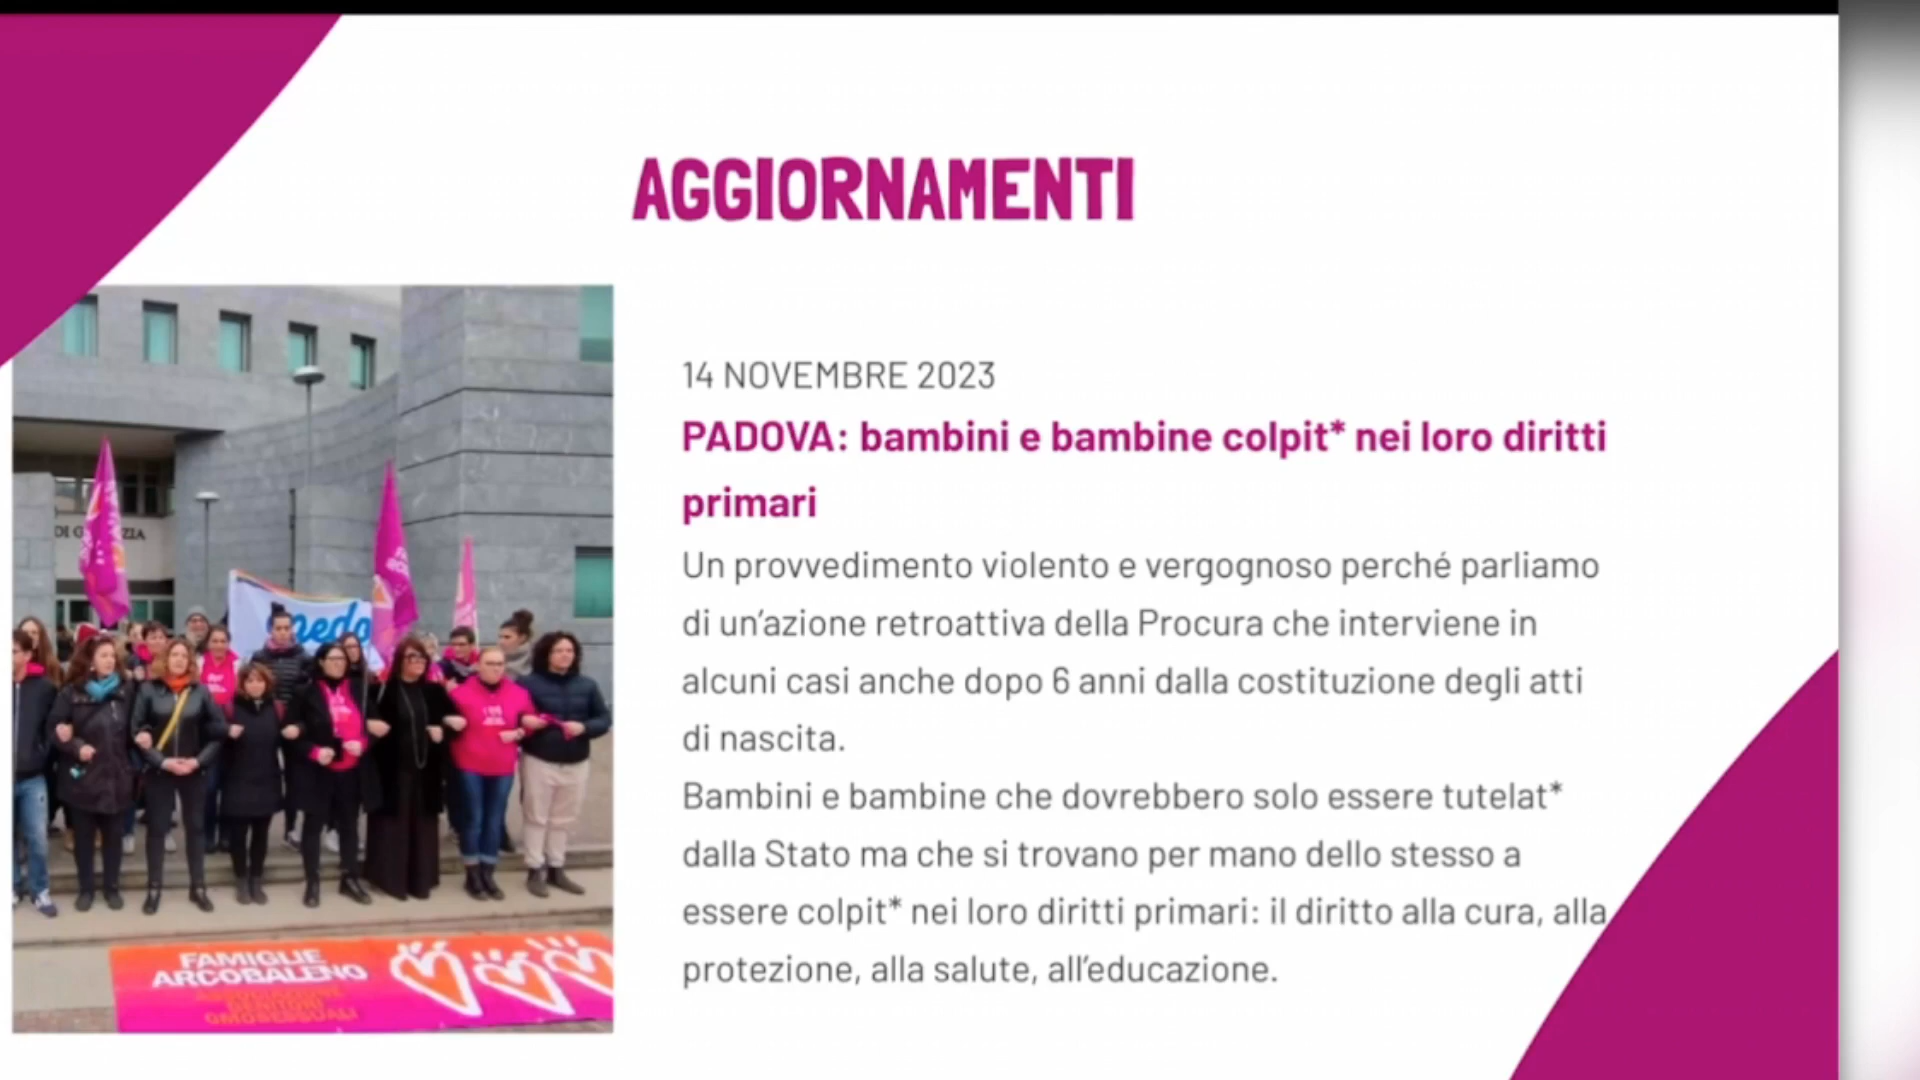 AGGIORNAMENTI
14 NOVEMBRE 2023
PADOVA: bambini e bambine colpit* nei loro diritti
primari
Un provvedimento violento e vergognoso perché parliamo
di un'azione retroattiva della Procura che interviene in
alcuni casi anche dopo 6 anni dalla costituzione degli atti
di nascita.
Bambini e bambine che dovrebbero solo essere tutelat*
dalla Stato ma che si trovano per mano dello stesso a
essere colpit* nei loro diritti primari: il diritto alla cura, alla
protezione, alla salute, all'educazione.
FAMIGLIE
ARCOBALENO